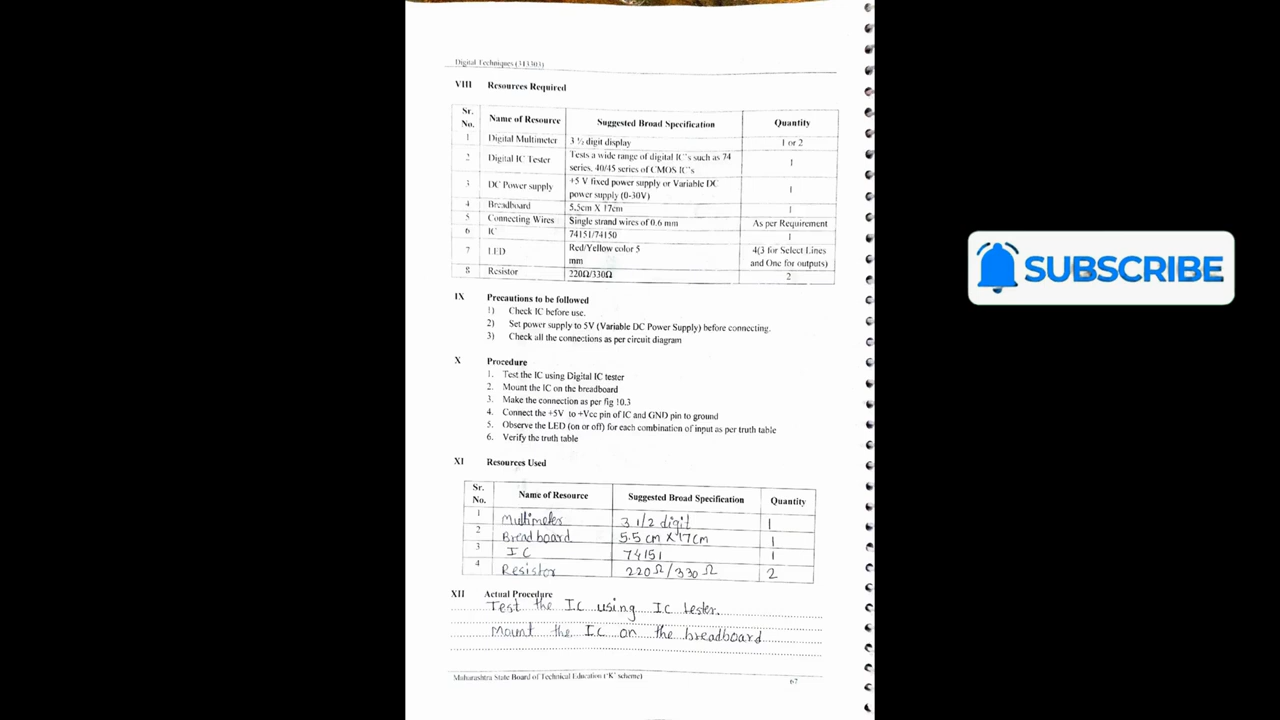 Digital Techniques (313303)
VIII Resources Required
Sr. No. Name of Resource Suggested Broad Specification Quantity
1 Digital Multimeter 3 ½ digit display 1 or 2
2 Digital IC Tester Tests a wide range of digital IC's such as 74 series, 40/45 series of CMOS IC's 1
3 DC Power supply +5 V fixed power supply or Variable DC power supply (0-30V) 1
4 Breadboard 5.5cm X 17cm 1
5 Connecting Wires Single strand wires of 0.6 mm As per Requirement
6 IC 74151/74150 1
7 LED Red/Yellow color 5 mm 4(3 for Select Lines and One for outputs)
8 Resistor 220Ω/330Ω 2
IX Precautions to be followed
1) Check IC before use.
2) Set power supply to 5V (Variable DC Power Supply) before connecting.
3) Check all the connections as per circuit diagram
X Procedure
1. Test the IC using Digital IC tester
2. Mount the IC on the breadboard
3. Make the connection as per fig 10.3
4. Connect the +5V to +Vcc pin of IC and GND pin to ground
5. Observe the LED (on or off) for each combination of input as per truth table
6. Verify the truth table
XI Resources Used
Sr. No. Name of Resource Suggested Broad Specification Quantity
1 Multimeter 3 1/2 digit 1
2 Breadboard 5.5 cm X 17cm 1
3 IC 74151 1
4 Resistor 220Ω/330Ω 2
XII Actual Procedure
Test the IC using IC tester.
Mount the IC on the breadboard
Maharashtra State Board of Technical Education ('K' scheme) 67
SUBSCRIBE